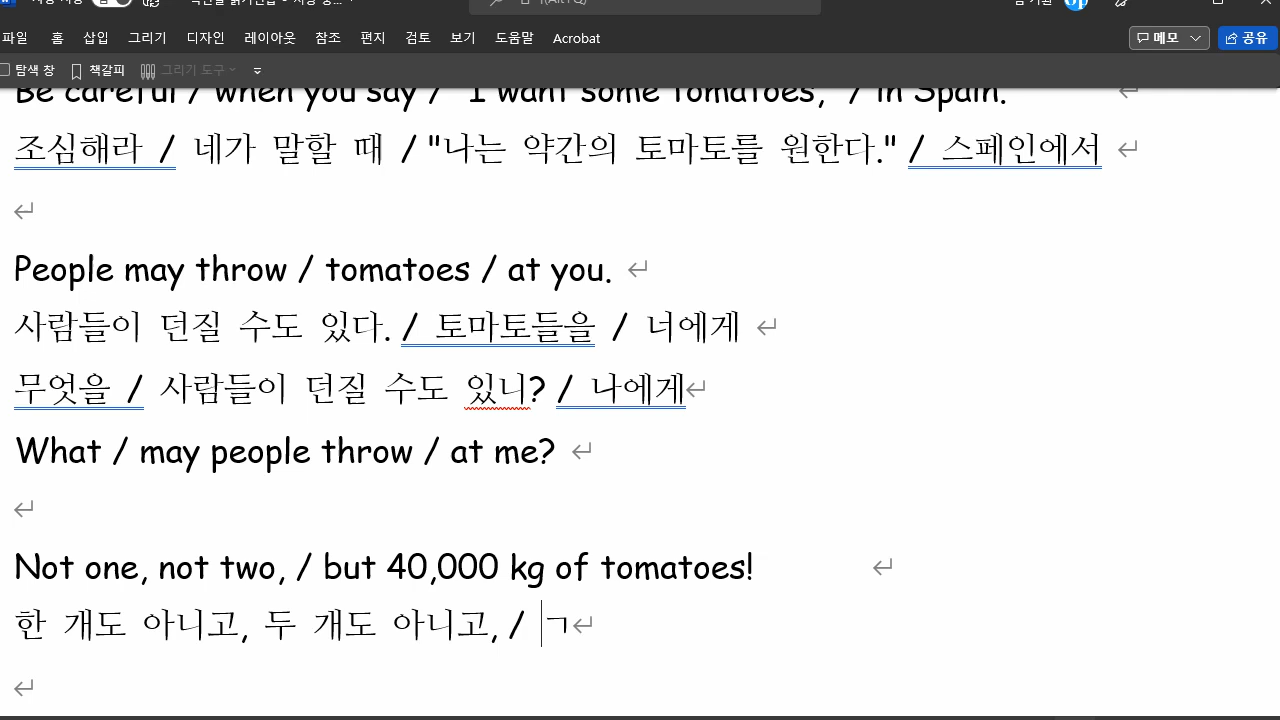 파일 홈 삽입 그리기 디자인 레이아웃 참조 편지 검토 보기 도움말 Acrobat 메모 공유
탐색 창 책갈피 그리기 도구
Be careful / when you say / "I want some tomatoes," / in Spain.
조심해라 / 네가 말할 때 / "나는 약간의 토마토를 원한다." / 스페인에서
People may throw / tomatoes / at you.
사람들이 던질 수도 있다. / 토마토들을 / 너에게
무엇을 / 사람들이 던질 수도 있니? / 나에게
What / may people throw / at me?
Not one, not two, / but 40,000 kg of tomatoes!
한 개도 아니고, 두 개도 아니고, / ㄱ